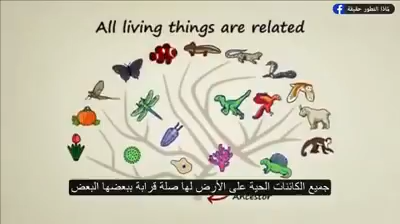 لماذا التطور حقيقة
All living things are related
جميع الكائنات الحية على الأرض لها صلة قرابة ببعضها البعض
Ancestor